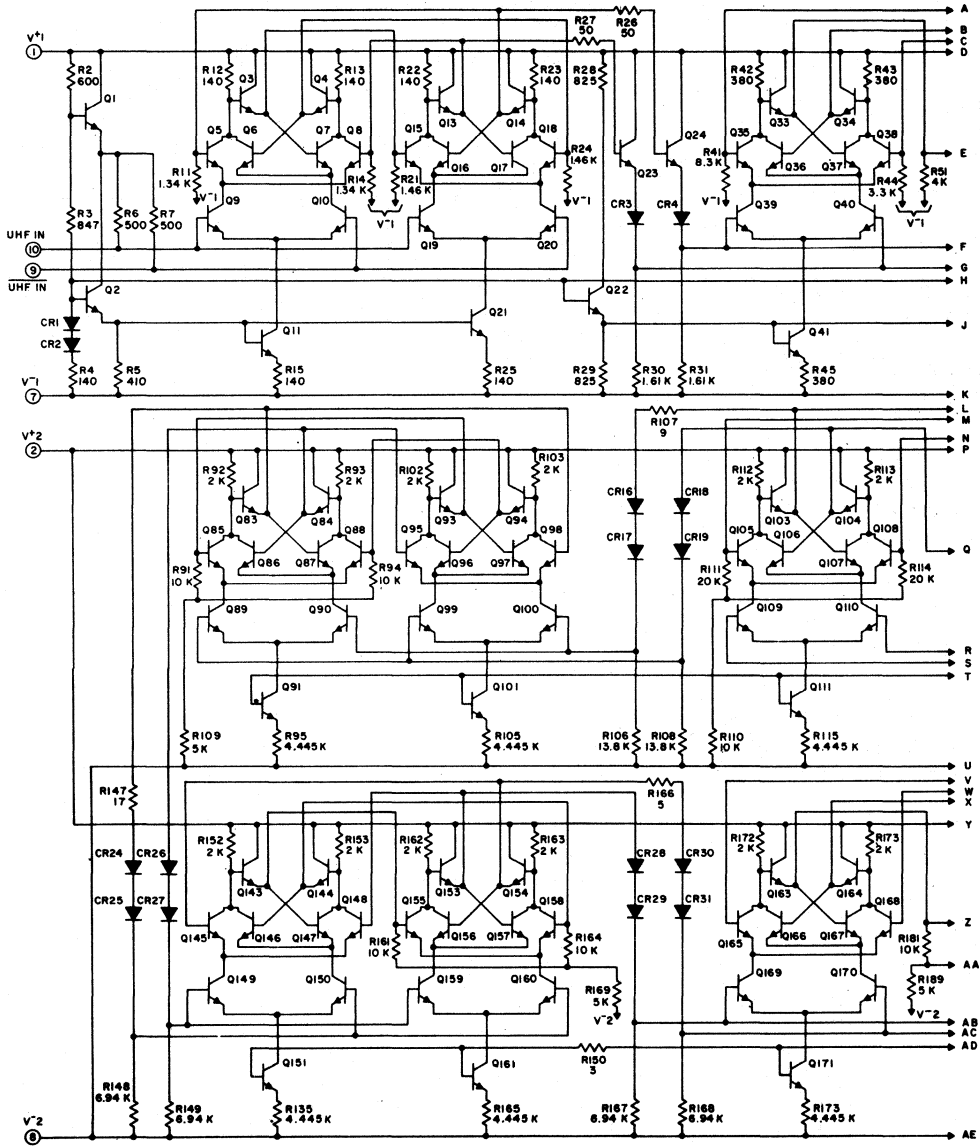 A
R27 50
R26 50
B
C
V+1
D
1
R2 600
R12 140
Q3
Q4
R13 140
R22 140
R28 825
R23 140
R42 380
R43 380
Q1
Q13
Q14
Q33
Q34
Q5
Q6
Q7
Q8
Q15
Q18
Q24
Q35
Q38
Q16
Q17
R24 1.46 K
Q23
R41 8.3 K
Q36
Q37
E
R11 1.34 K
R14 1.34 K
R21 1.46 K
R44 3.3 K
R51 4 K
V-1
V-1
V-1
V-1
V-1
R3 847
R6 500
R7 500
Q9
Q10
CR3
CR4
Q39
Q40
UHF IN
10
Q19
Q20
F
9
G
UHF IN
H
Q2
Q22
CR1
Q21
Q41
J
CR2
Q11
R4 140
R5 410
R15 140
R25 140
R29 825
R30 1.61 K
R31 1.61 K
R45 380
V-1
7
K
R107 9
L
M
V+2
N
2
P
R92 2 K
R93 2 K
R102 2 K
R103 2 K
R112 2 K
R113 2 K
Q83
Q84
Q93
Q94
CR16
CR18
Q103
Q104
Q85
Q88
Q95
Q98
CR17
CR19
Q105
Q106
Q108
Q
Q86
Q87
Q96
Q97
Q107
R91 10 K
R94 10 K
R111 20 K
R114 20 K
Q89
Q90
Q99
Q100
Q109
Q110
R
S
T
Q91
Q101
Q111
R109 5 K
R95 4.445 K
R105 4.445 K
R106 13.8 K
R108 13.8 K
R110 10 K
R115 4.445 K
U
R147 17
R166 5
V
W
X
Y
R152 2 K
R153 2 K
R162 2 K
R163 2 K
R172 2 K
R173 2 K
CR24
CR26
Q143
Q144
Q153
Q154
CR28
CR30
Q163
Q164
CR25
CR27
Q148
Q155
Q158
CR29
CR31
Q168
Q145
Q146
Q147
Q156
Q157
Q165
Q166
Q167
Z
R161 10 K
R164 10 K
R181 10 K
Q149
Q150
Q159
Q160
R169 5 K
Q169
Q170
R189 5 K
AA
V-2
V-2
AB
AC
AD
Q151
Q161
R150 3
Q171
R148 6.94 K
R149 6.94 K
R135 4.445 K
R165 4.445 K
R167 6.94 K
R168 6.94 K
R173 4.445 K
V-2
8
AE